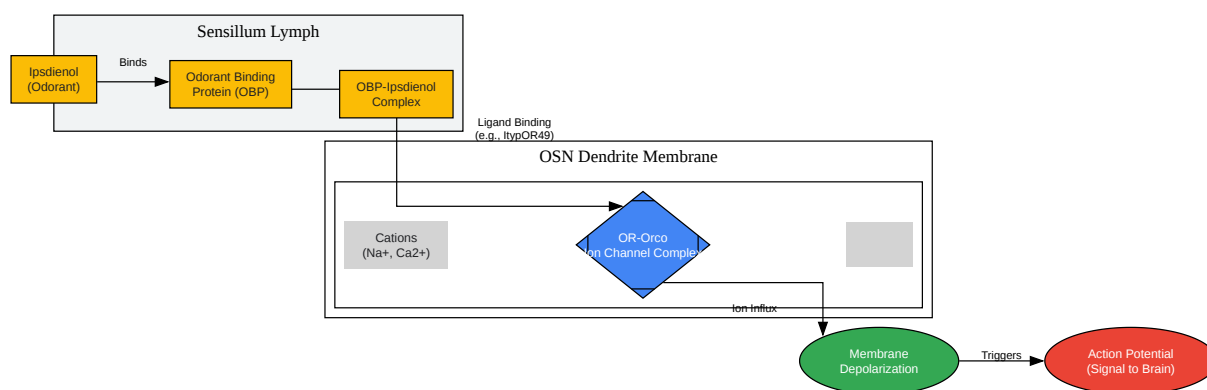 Sensillum Lymph
Ipsdienol
(Odorant)
Binds
Odorant Binding
Protein (OBP)
OBP-Ipsdienol
Complex
Ligand Binding
(e.g., ItypOR49)
OSN Dendrite Membrane
Cations
(Na+, Ca2+)
OR-Orco
on Channel Complex
Ion Influx
Membrane
Depolarization
Triggers
Action Potential
(Signal to Brain)